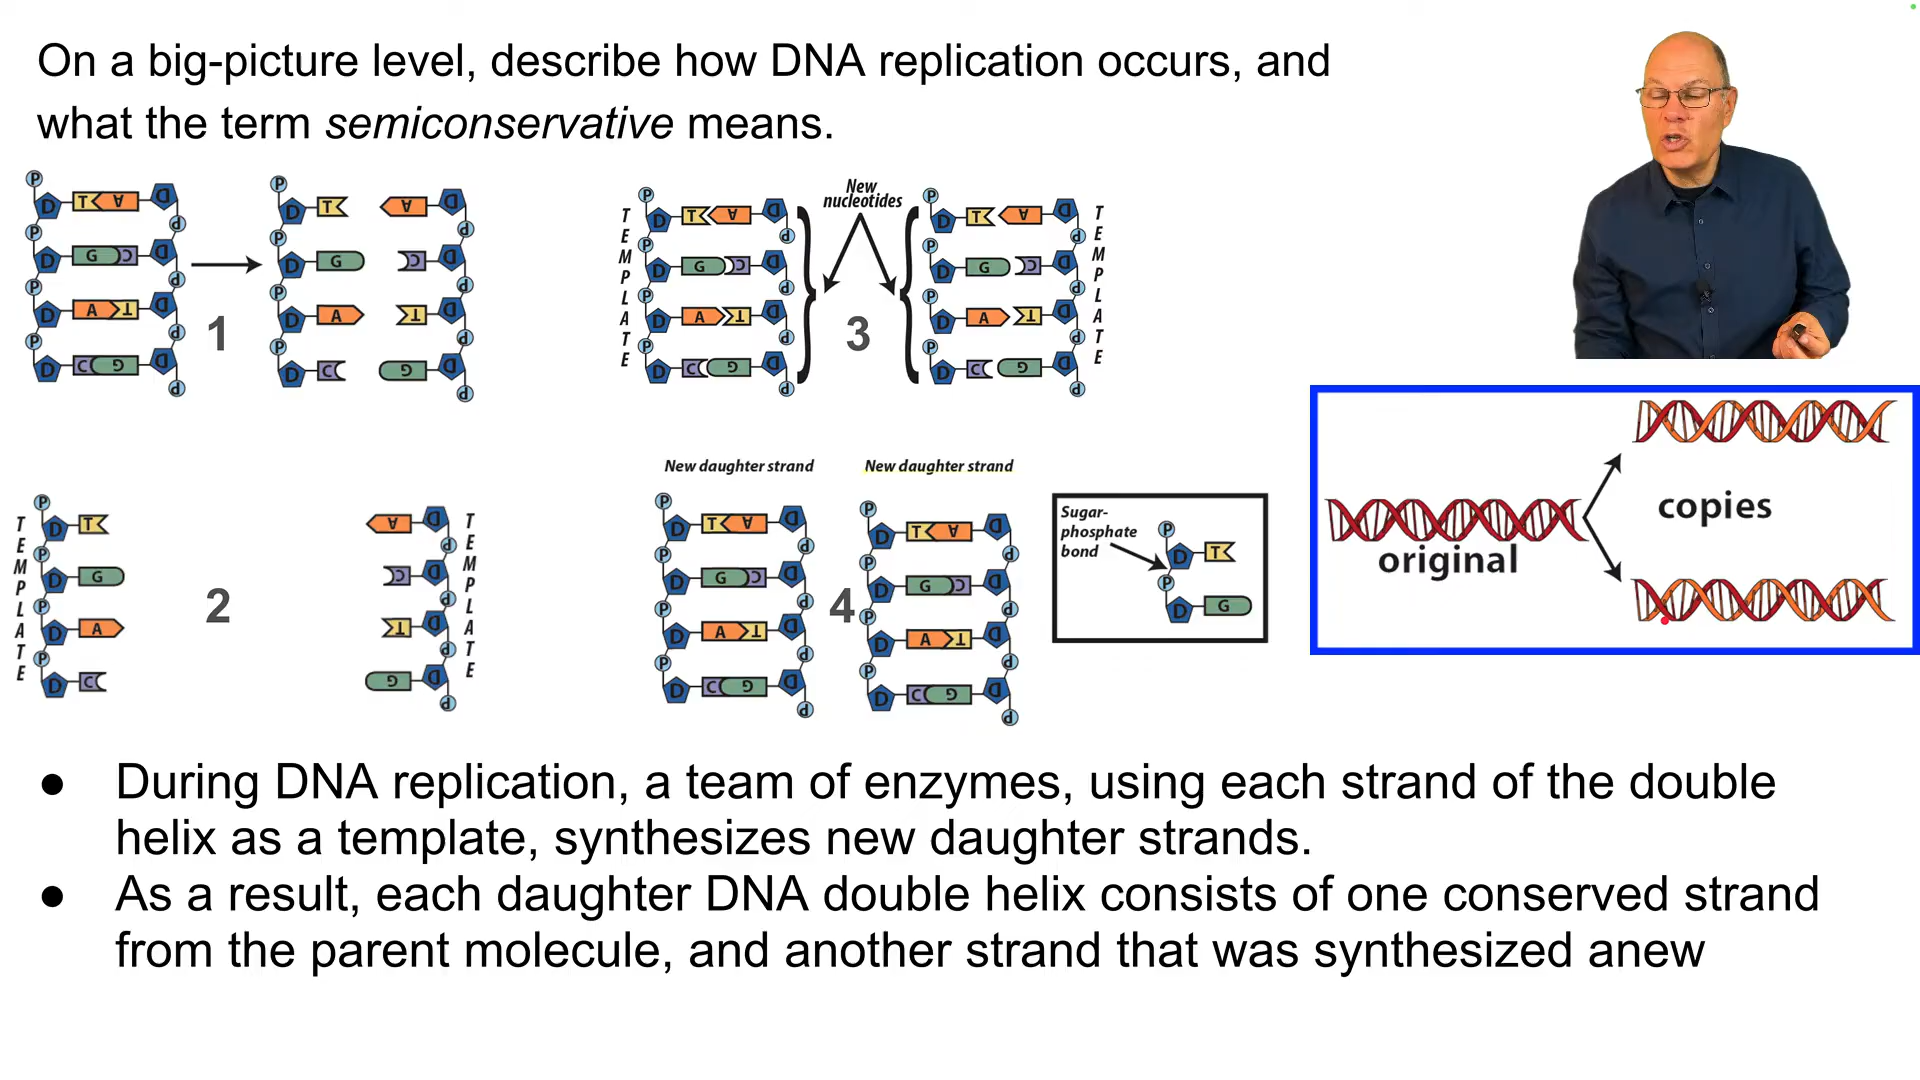 On a big-picture level, describe how DNA replication occurs, and
what the term semiconservative means.
P
D T A D
P P
D G C D
P P
D A T D
P P
D C G D
P
1
P
D T A D
P P
D G C D
P P
D A T D
P P
D C G D
P
New
nucleotides
TEMPLATE
P
D T A D
P P
D G C D
P P
D A T D
P P
D C G D
P
3
P
D T A D
P P
D G C D
P P
D A T D
P P
D C G D
P
TEMPLATE
TEMPLATE
P
D T A D
P P
D G C D
P P
D A T D
P P
D C G D
P
TEMPLATE
2
New daughter strand
New daughter strand
P
D T A D
P P
D G C D
P P
D A T D
P P
D C G D
P
4
P
D T A D
P P
D G C D
P P
D A T D
P P
D C G D
P
Sugar-
phosphate
bond
P
D T
P
D G
original
copies
● During DNA replication, a team of enzymes, using each strand of the double
helix as a template, synthesizes new daughter strands.
● As a result, each daughter DNA double helix consists of one conserved strand
from the parent molecule, and another strand that was synthesized anew